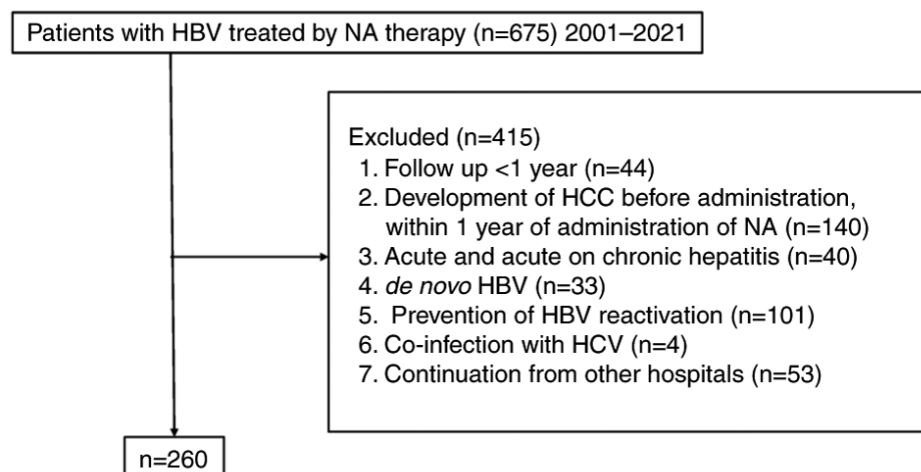 Patients with HBV treated by NA therapy (n=675) 2001–2021
Excluded (n=415)
1. Follow up <1 year (n=44)
2. Development of HCC before administration,
within 1 year of administration of NA (n=140)
3. Acute and acute on chronic hepatitis (n=40)
4. de novo HBV (n=33)
5. Prevention of HBV reactivation (n=101)
6. Co-infection with HCV (n=4)
7. Continuation from other hospitals (n=53)
n=260